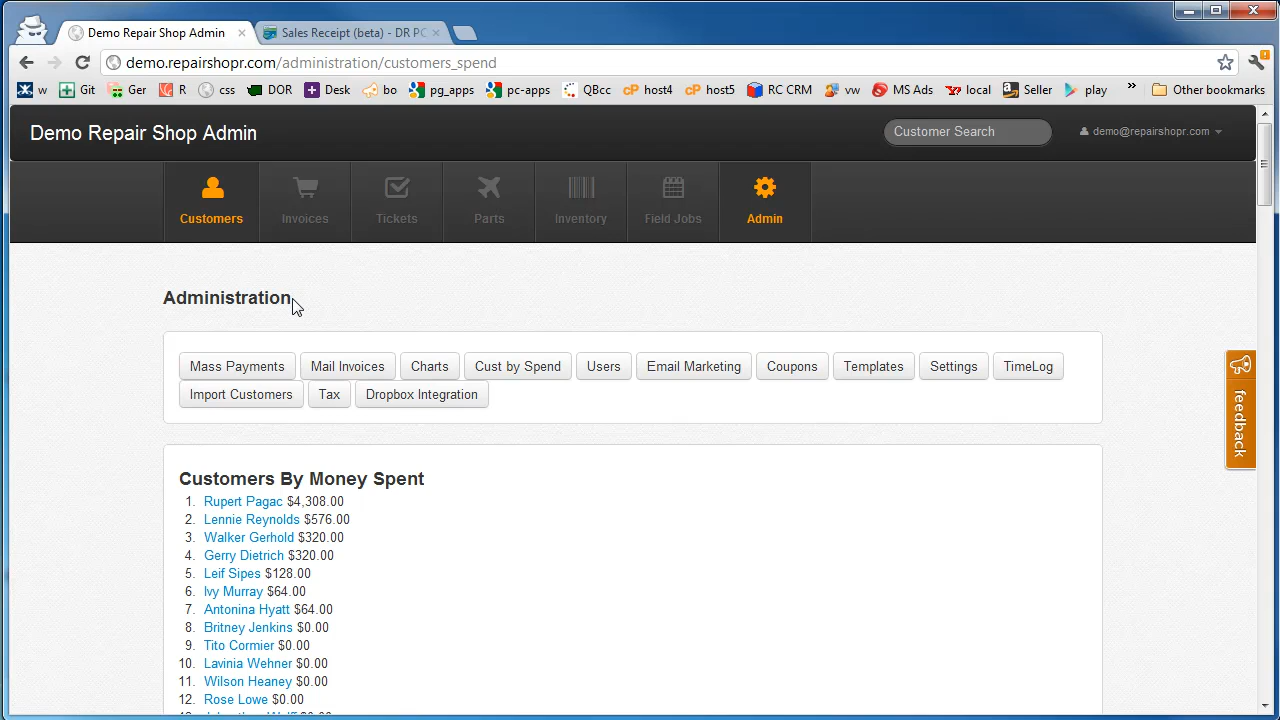 Demo Repair Shop Admin
Sales Receipt (beta) - DR PC
demo.repairshopr.com/administration/customers_spend
w Git Ger R css DOR Desk bo pg_apps pc-apps QBcc host4 host5 RC CRM vw MS Ads local Seller play » Other bookmarks
Demo Repair Shop Admin
Customer Search
demo@repairshopr.com
Customers Invoices Tickets Parts Inventory Field Jobs Admin
Administration
Mass Payments Mail Invoices Charts Cust by Spend Users Email Marketing Coupons Templates Settings TimeLog
Import Customers Tax Dropbox Integration
feedback
Customers By Money Spent
1. Rupert Pagac $4,308.00
2. Lennie Reynolds $576.00
3. Walker Gerhold $320.00
4. Gerry Dietrich $320.00
5. Leif Sipes $128.00
6. Ivy Murray $64.00
7. Antonina Hyatt $64.00
8. Britney Jenkins $0.00
9. Tito Cormier $0.00
10. Lavinia Wehner $0.00
11. Wilson Heaney $0.00
12. Rose Lowe $0.00